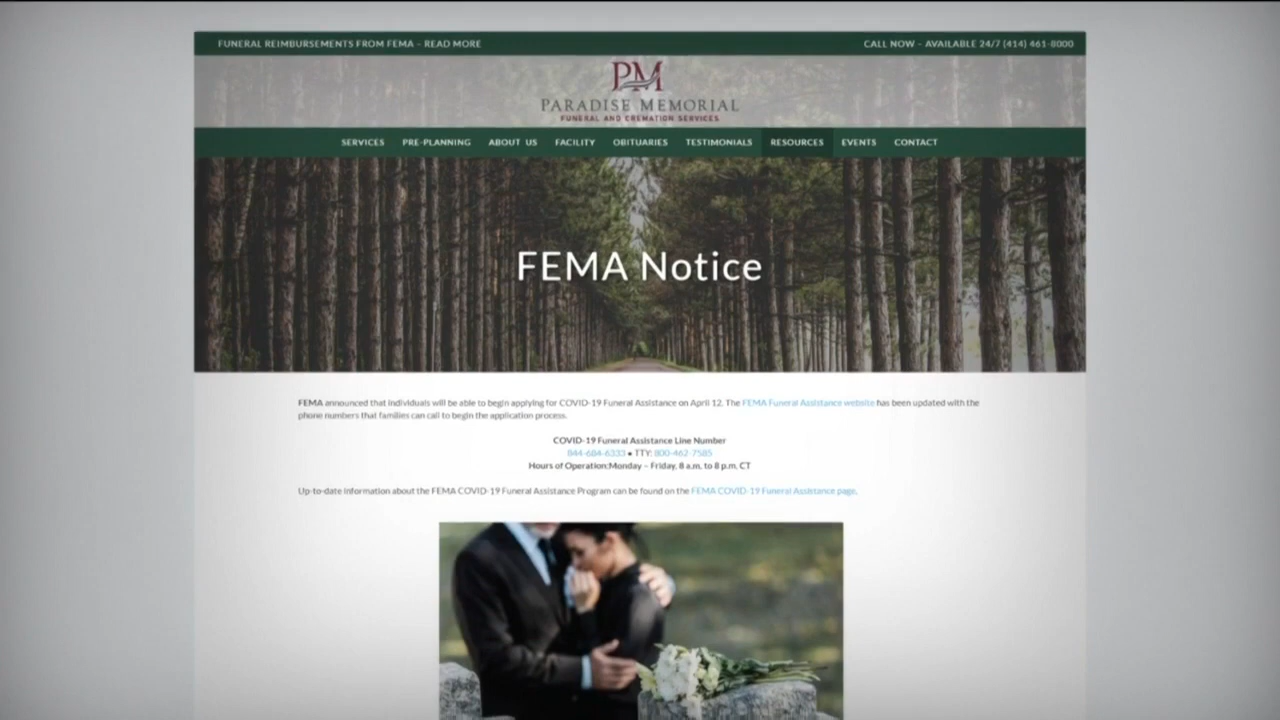 FUNERAL REIMBURSEMENTS FROM FEMA - READ MORE
CALL NOW - AVAILABLE 24/7 (414) 461-8000
PM
PARADISE MEMORIAL
FUNERAL AND CREMATION SERVICES
SERVICES PRE-PLANNING ABOUT US FACILITY OBITUARIES TESTIMONIALS RESOURCES EVENTS CONTACT
FEMA Notice
FEMA announced that individuals will be able to begin applying for COVID-19 Funeral Assistance on April 12. The FEMA Funeral Assistance website has been updated with the
phone numbers that families can call to begin the application process.
COVID-19 Funeral Assistance Line Number
844-684-6333 • TTY: 800-462-7585
Hours of Operation:Monday – Friday, 8 a.m. to 8 p.m. CT
Up-to-date information about the FEMA COVID-19 Funeral Assistance Program can be found on the FEMA COVID-19 Funeral Assistance page.